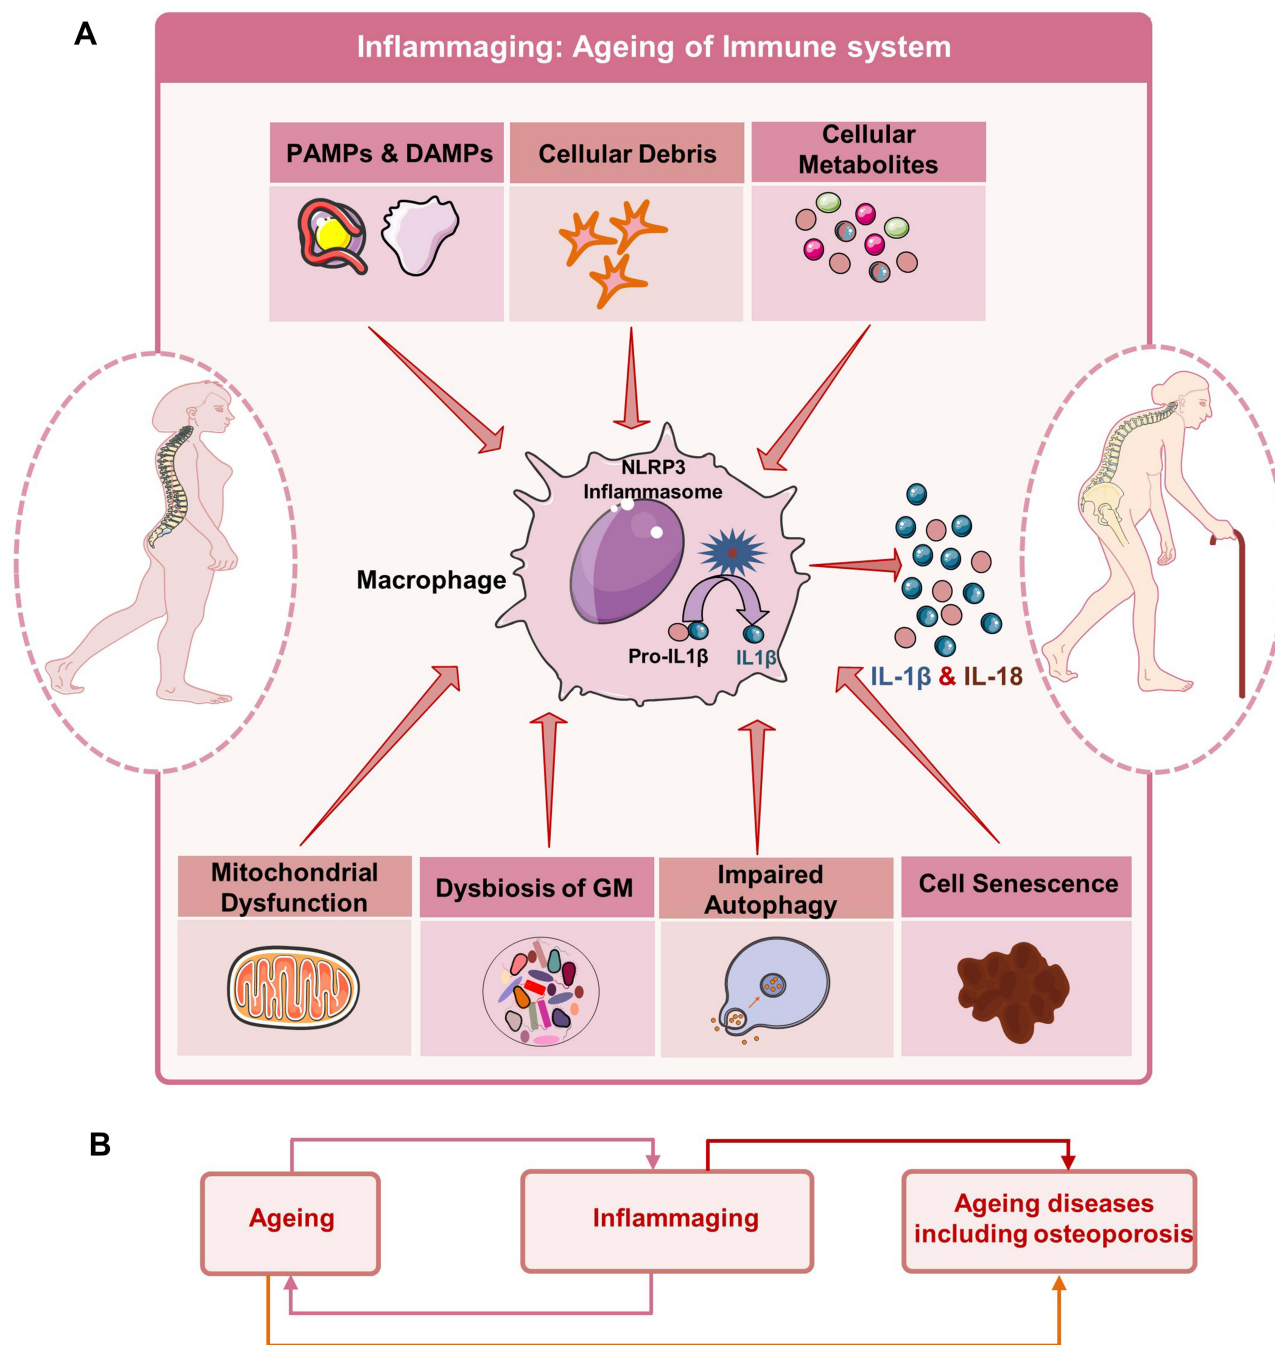 A
Inflammaging: Ageing of Immune system
PAMPs & DAMPs
Cellular Debris
Cellular
Metabolites
NLRP3
Inflammasome
Macrophage
Pro-IL1β
IL1β
IL-1β & IL-18
Mitochondrial
Dysfunction
Dysbiosis of GM
Impaired
Autophagy
Cell Senescence
B
Ageing
Inflammaging
Ageing diseases
including osteoporosis